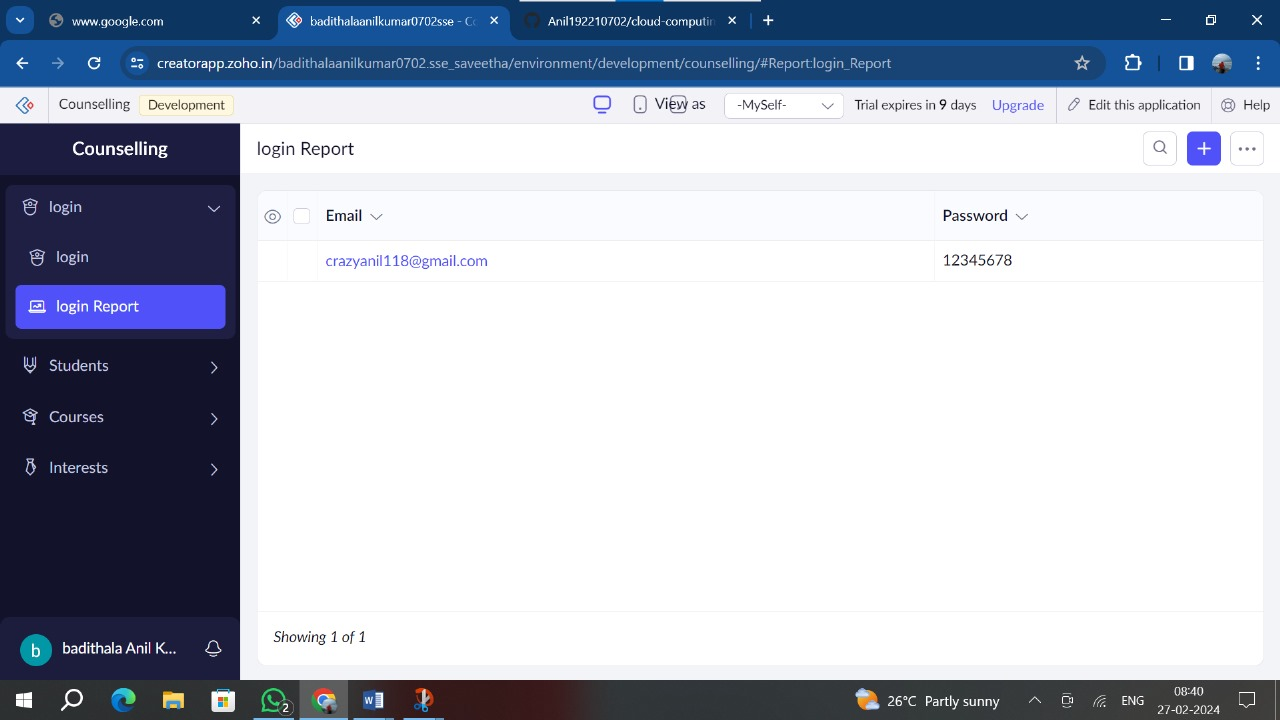 www.google.com
badithalaanilkumar0702sse - Co
Anil192210702/cloud-computin
creatorapp.zoho.in/badithalaanilkumar0702.sse_saveetha/environment/development/counselling/#Report:login_Report
Counselling Development View as -MySelf- Trial expires in 9 days Upgrade Edit this application Help
Counselling
login Report
login
login
login Report
Students
Courses
Interests
Email Password
crazyanil118@gmail.com 12345678
Showing 1 of 1
b badithala Anil K...
2
26°C Partly sunny
ENG
08:40
27-02-2024